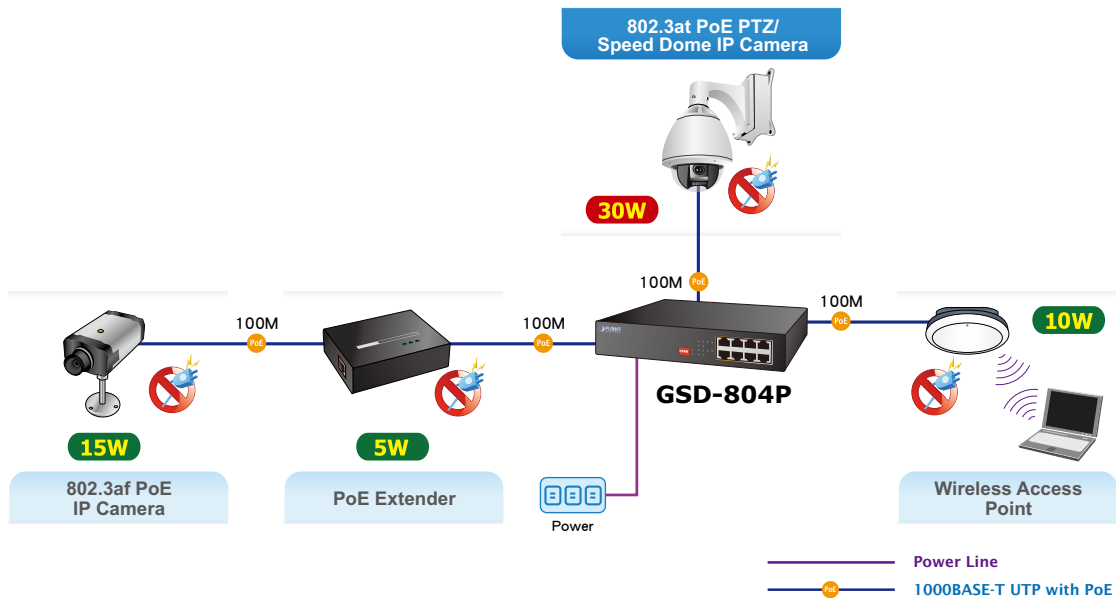 802.3at PoE PTZ/
Speed Dome IP Camera
30W
100M
PoE
100M
PoE
100M
PoE
100M
PoE
10W
PLANET
GSD-804P
15W
5W
802.3af PoE
IP Camera
PoE Extender
Power
Wireless Access
Point
Power Line
PoE
1000BASE-T UTP with PoE